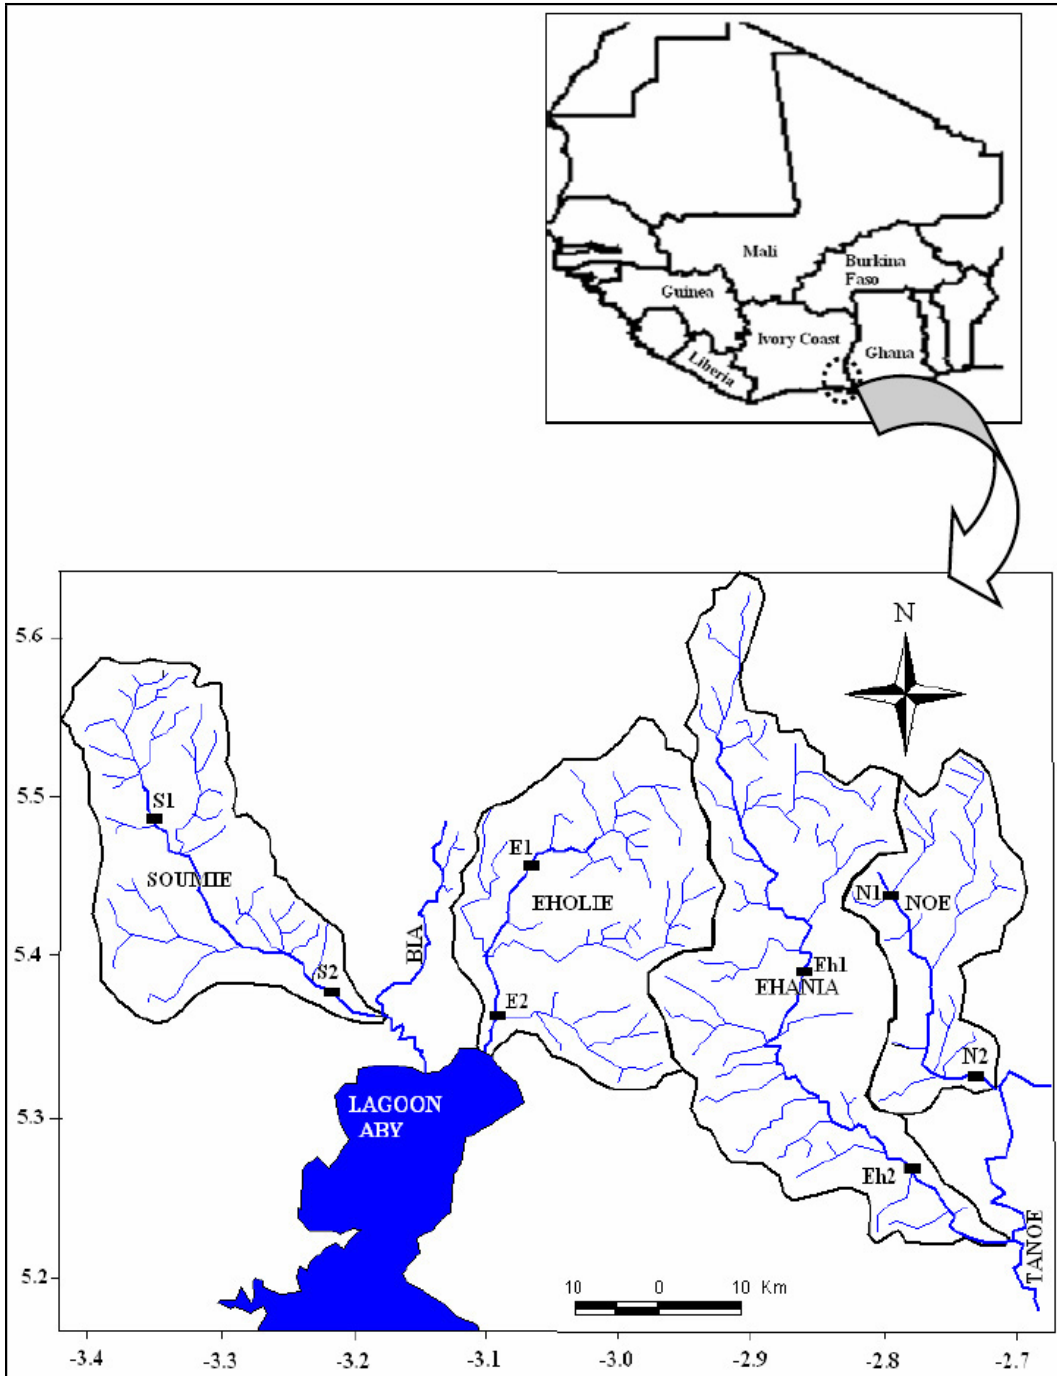 Mali
Burkina
Faso
Guinea
Ivory Coast
Ghana
Liberia
N
5.6
5.5
5.4
5.3
5.2
S1
SOUMIE
S2
BIA
E1
EHOLIE
E2
Eh1
EHANIA
Eh2
N1
NOE
N2
TANOE
LAGOON
ABY
10 0 10 Km
-3.4 -3.3 -3.2 -3.1 -3.0 -2.9 -2.8 -2.7